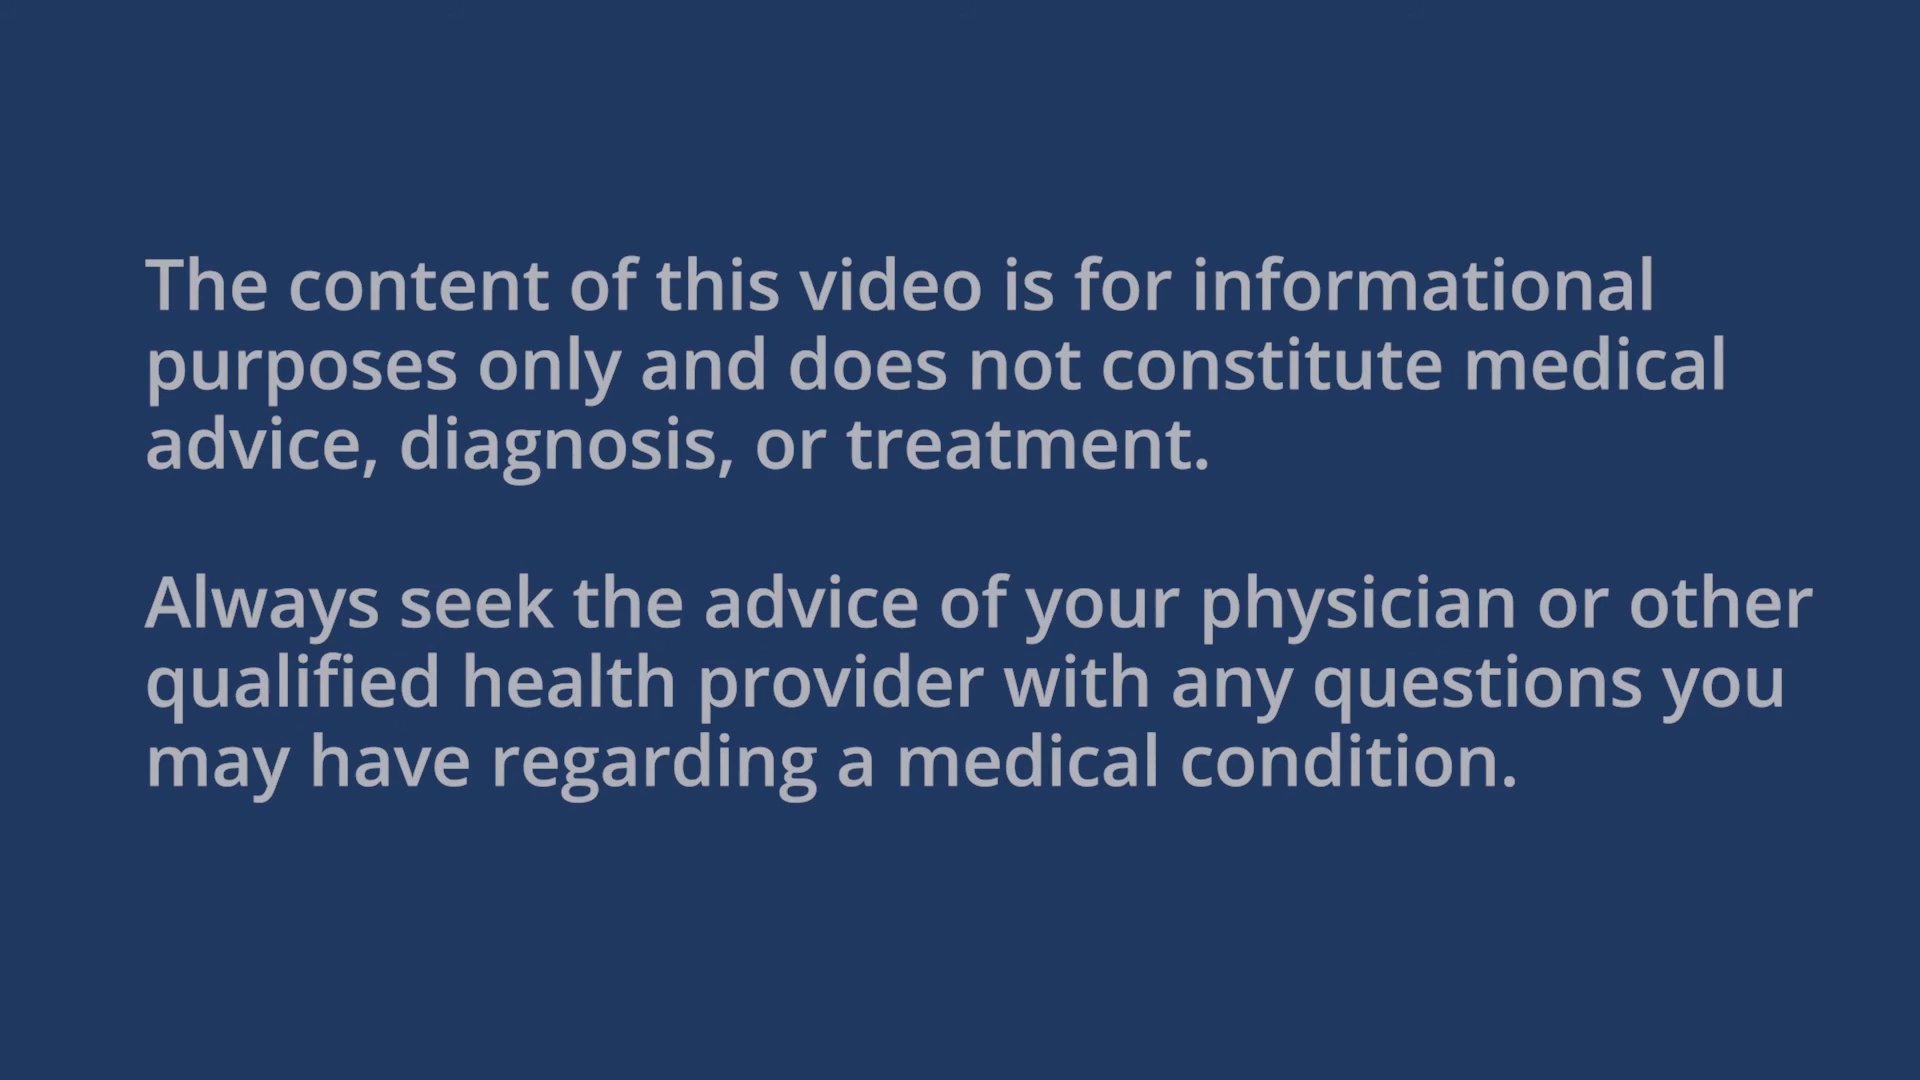 The content of this video is for informational
purposes only and does not constitute medical
advice, diagnosis, or treatment.
Always seek the advice of your physician or other
qualified health provider with any questions you
may have regarding a medical condition.